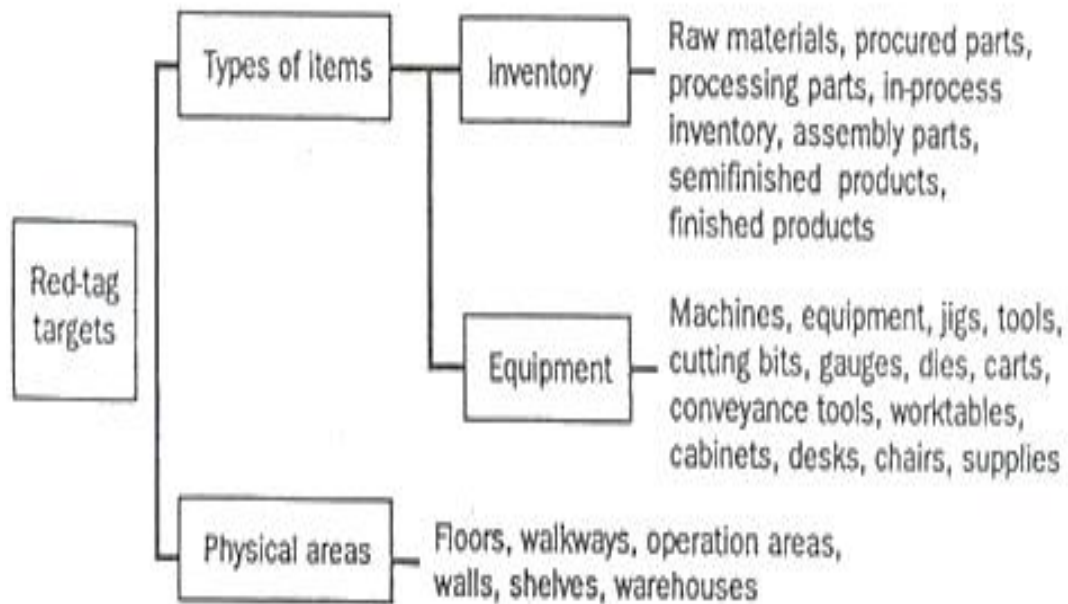 Red-tag
targets
Types of items
Inventory
Raw materials, procured parts,
processing parts, in-process
inventory, assembly parts,
semifinished products,
finished products
Equipment
Machines, equipment, jigs, tools,
cutting bits, gauges, dies, carts,
conveyance tools, worktables,
cabinets, desks, chairs, supplies
Physical areas
Floors, walkways, operation areas,
walls, shelves, warehouses